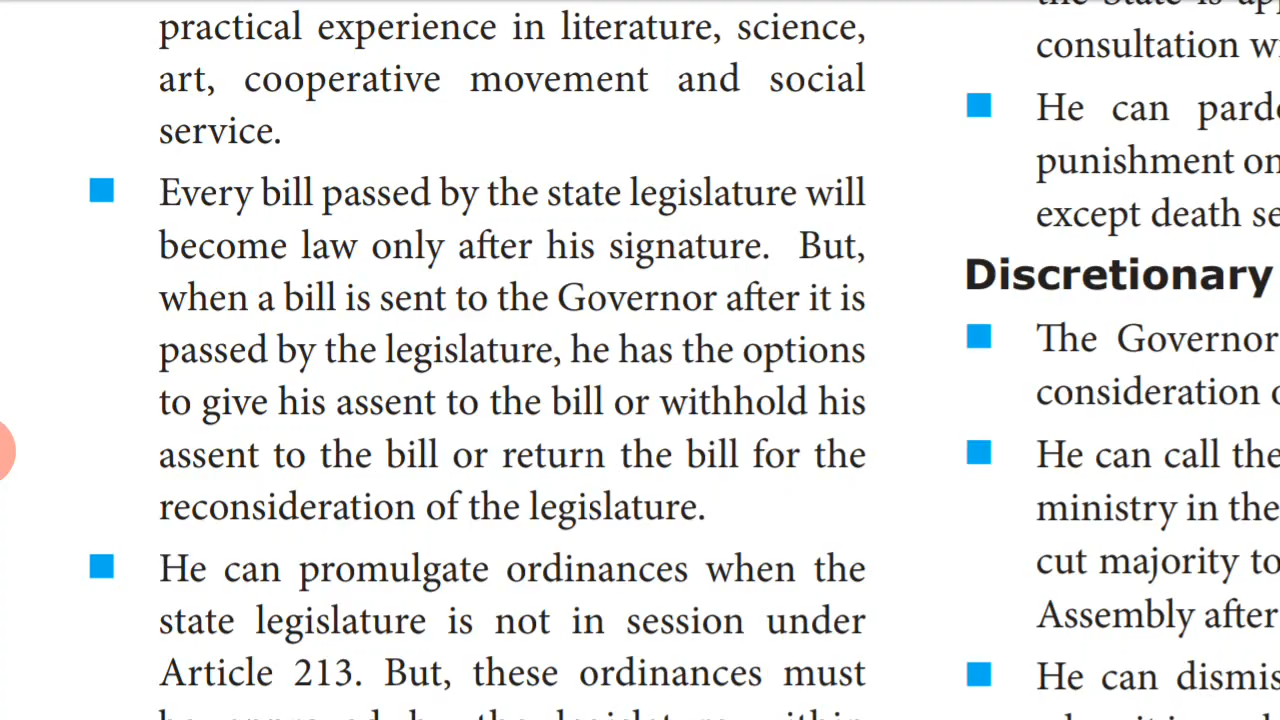 practical experience in literature, science,
art, cooperative movement and social
service.
Every bill passed by the state legislature will
become law only after his signature. But,
when a bill is sent to the Governor after it is
passed by the legislature, he has the options
to give his assent to the bill or withhold his
assent to the bill or return the bill for the
reconsideration of the legislature.
He can promulgate ordinances when the
state legislature is not in session under
Article 213. But, these ordinances must
the State is
consultation
He can
punishment on
except death
Discretionary
The Governor
consideration
He can call the
ministry in the
cut majority to
Assembly after
He can